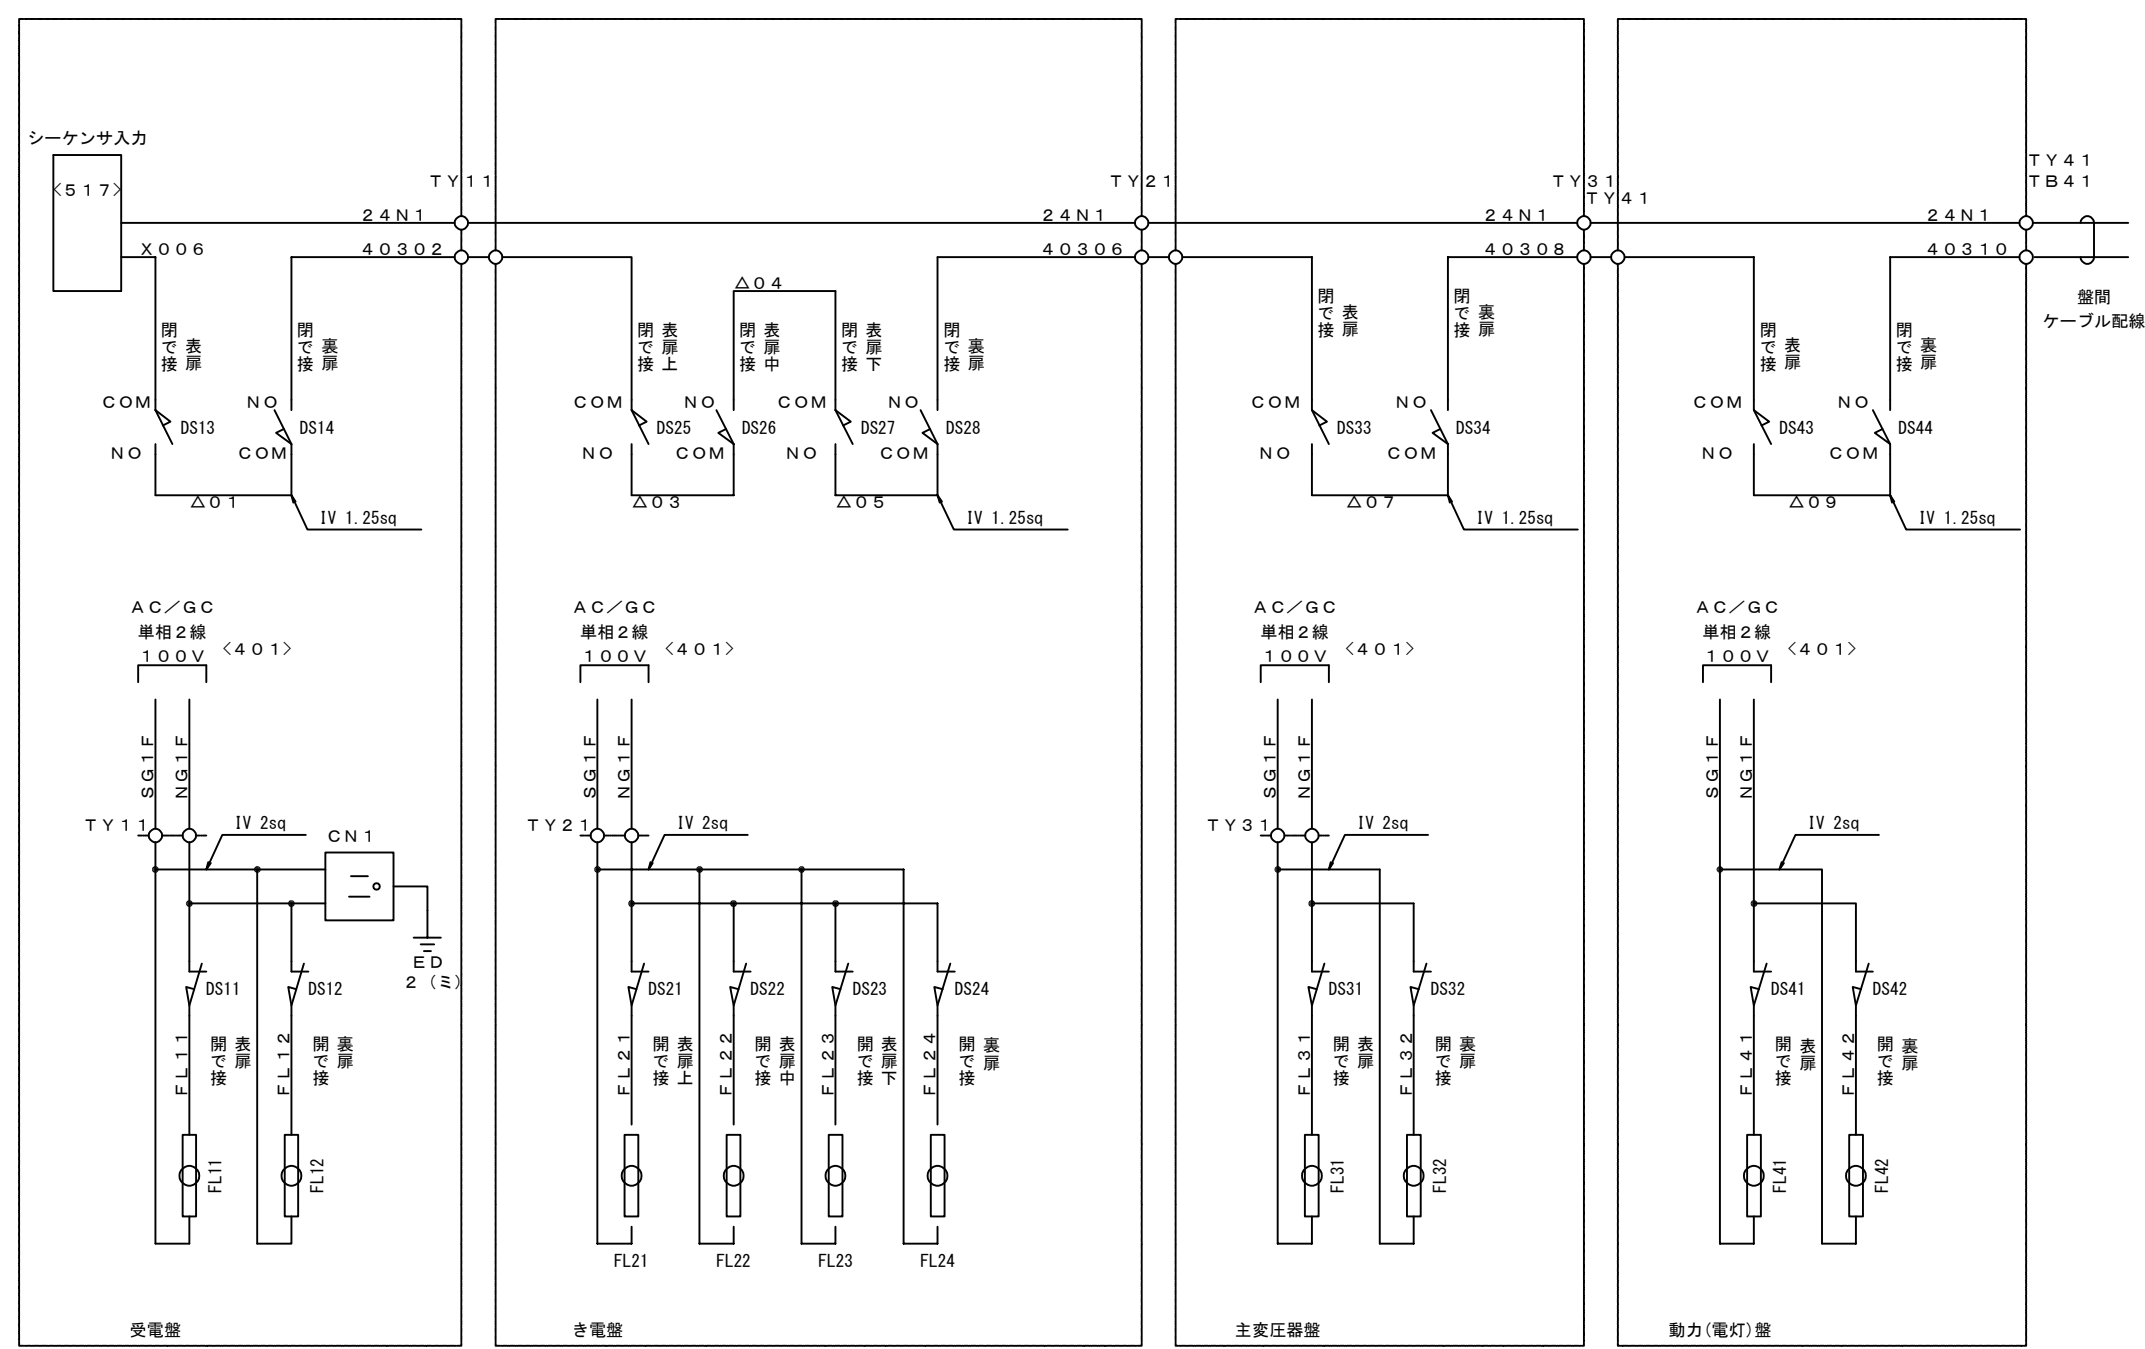 シーケンサ入力
<517>
TY11
TY21
TY31
TY41
TY41
TB41
24N1
24N1
24N1
24N1
X006
40302
40306
40308
40310
盤間
ケーブル配線
△04
閉で接
表扉
閉で接
裏扉
閉で接
表扉上
閉で接
表扉中
閉で接
表扉下
閉で接
裏扉
閉で接
表扉
閉で接
裏扉
閉で接
表扉
閉で接
裏扉
COM
NO
COM
NO
COM
NO
COM
NO
COM
NO
DS13
DS14
DS25
DS26
DS27
DS28
DS33
DS34
DS43
DS44
NO
COM
NO
COM
NO
COM
NO
COM
NO
COM
△01
△03
△05
△07
△09
IV 1.25sq
IV 1.25sq
IV 1.25sq
IV 1.25sq
AC/GC
単相2線
100V
<401>
AC/GC
単相2線
100V
<401>
AC/GC
単相2線
100V
<401>
AC/GC
単相2線
100V
<401>
SG1F
NG1F
SG1F
NG1F
SG1F
NG1F
SG1F
NG1F
TY11
IV 2sq
CN1
TY21
IV 2sq
TY31
IV 2sq
IV 2sq
ED
2(ミ)
DS11
DS12
DS21
DS22
DS23
DS24
DS31
DS32
DS41
DS42
FL11
開で接
表扉
FL12
開で接
裏扉
FL21
開で接
表扉上
FL22
開で接
表扉中
FL23
開で接
表扉下
FL24
開で接
裏扉
FL31
開で接
表扉
FL32
開で接
裏扉
FL41
開で接
表扉
FL42
開で接
裏扉
FL11
FL12
FL21
FL22
FL23
FL24
FL31
FL32
FL41
FL42
受電盤
き電盤
主変圧器盤
動力(電灯)盤